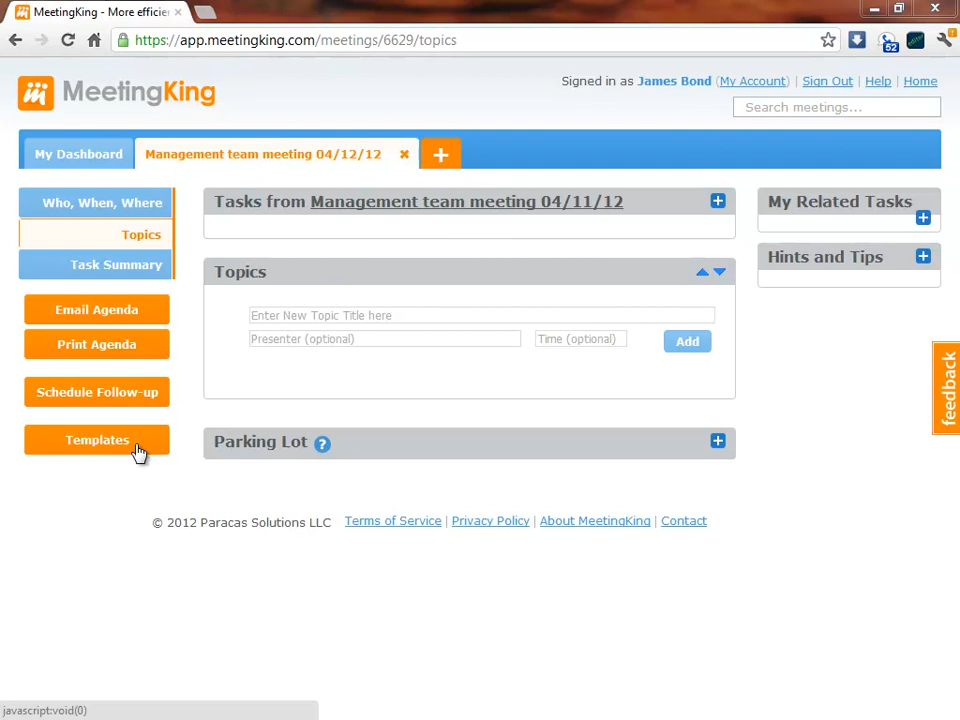 MeetingKing - More efficie
https://app.meetingking.com/meetings/6629/topics
52
Signed in as James Bond (My Account) | Sign Out | Help | Home
MeetingKing
Search meetings...
My Dashboard
Management team meeting 04/12/12
Who, When, Where
Topics
Task Summary
Email Agenda
Print Agenda
Schedule Follow-up
Templates
Tasks from Management team meeting 04/11/12
Topics
Enter New Topic Title here
Presenter (optional)
Time (optional)
Add
Parking Lot ?
My Related Tasks
Hints and Tips
feedback
© 2012 Paracas Solutions LLC Terms of Service | Privacy Policy | About MeetingKing | Contact
javascript:void(0)